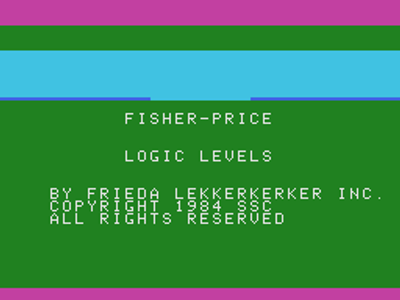 FISHER-PRICE
LOGIC LEVELS
BY FRIEDA LEKKERKERKER INC.
COPYRIGHT 1984 SSC
ALL RIGHTS RESERVED